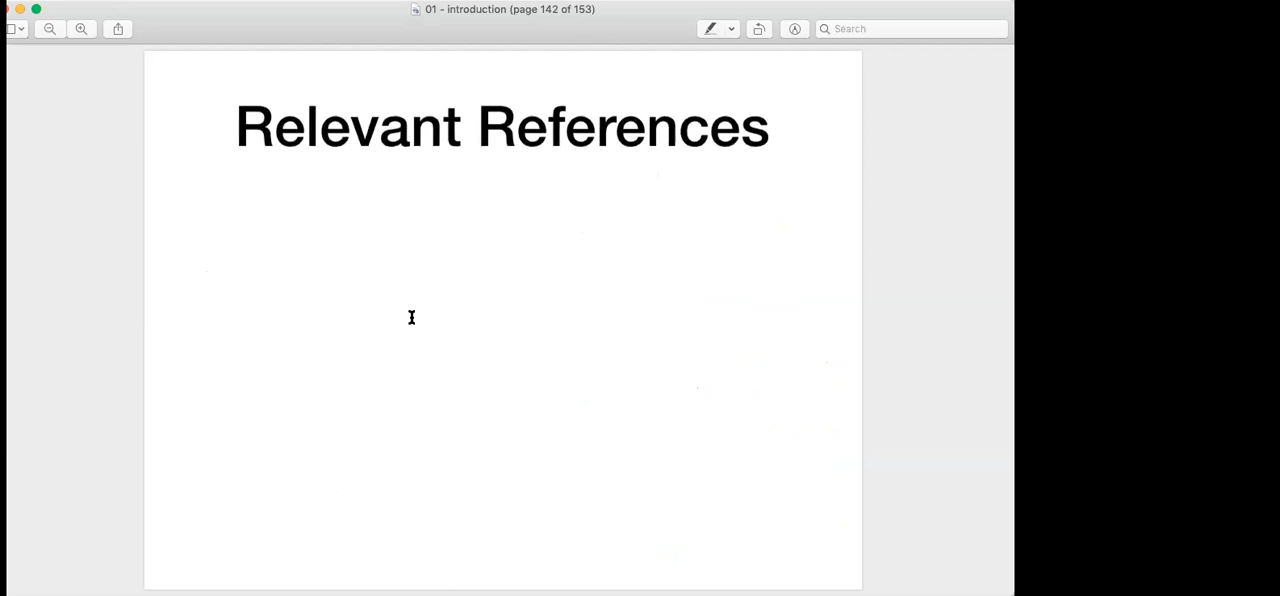 01 - introduction (page 142 of 153)
Search
Relevant References